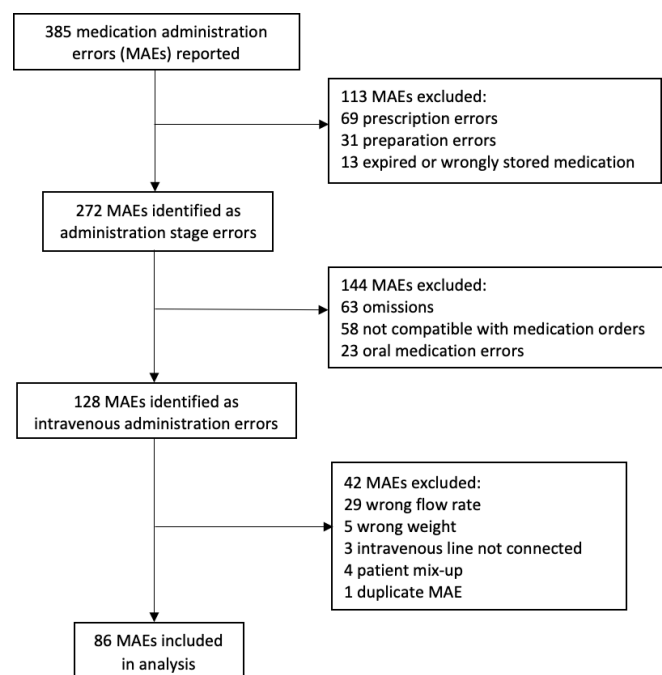 385 medication administration
errors (MAEs) reported
113 MAEs excluded:
69 prescription errors
31 preparation errors
13 expired or wrongly stored medication
272 MAEs identified as
administration stage errors
144 MAEs excluded:
63 omissions
58 not compatible with medication orders
23 oral medication errors
128 MAEs identified as
intravenous administration errors
42 MAEs excluded:
29 wrong flow rate
5 wrong weight
3 intravenous line not connected
4 patient mix-up
1 duplicate MAE
86 MAEs included
in analysis